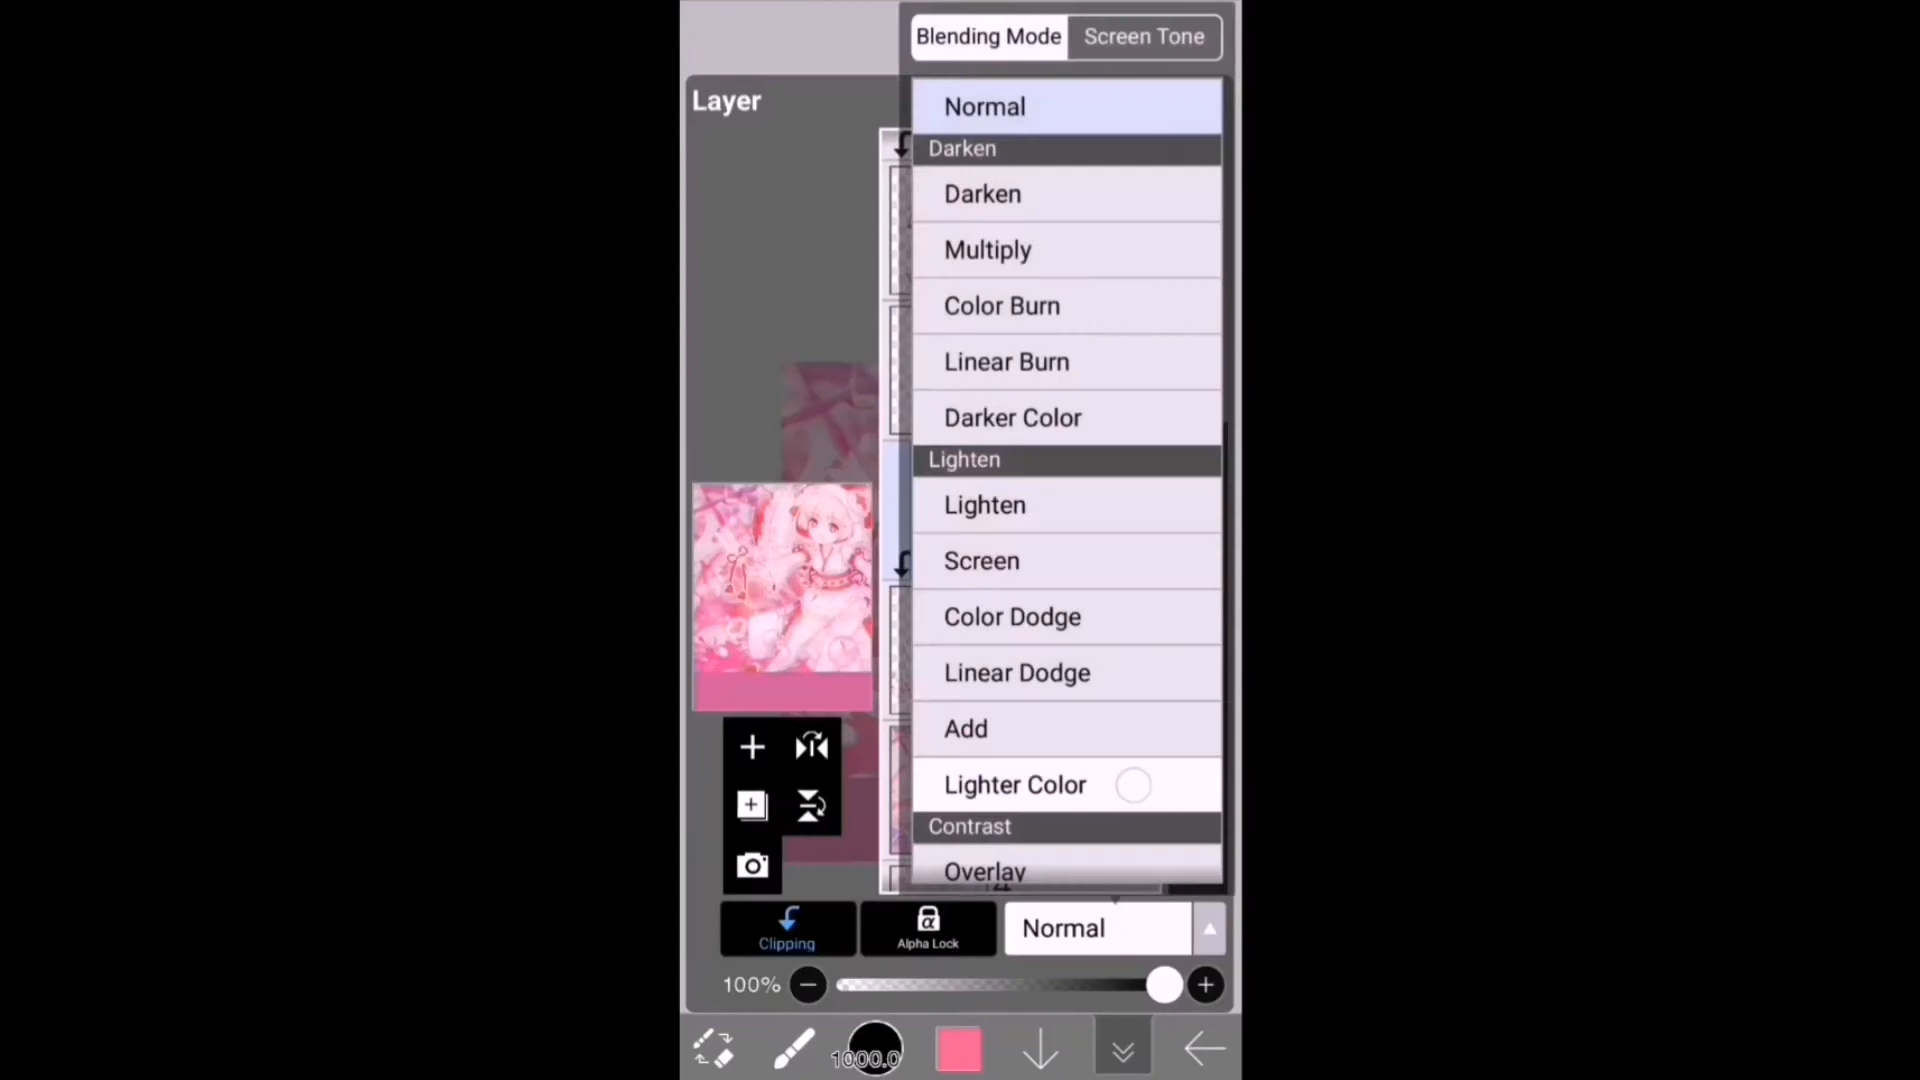 Blending Mode
Screen Tone
Layer
Normal
Darken
Darken
Multiply
Color Burn
Linear Burn
Darker Color
Lighten
Lighten
Screen
Color Dodge
Linear Dodge
Add
Lighter Color
Contrast
Overlay
Clipping
α
Alpha Lock
Normal
100%
1000.0